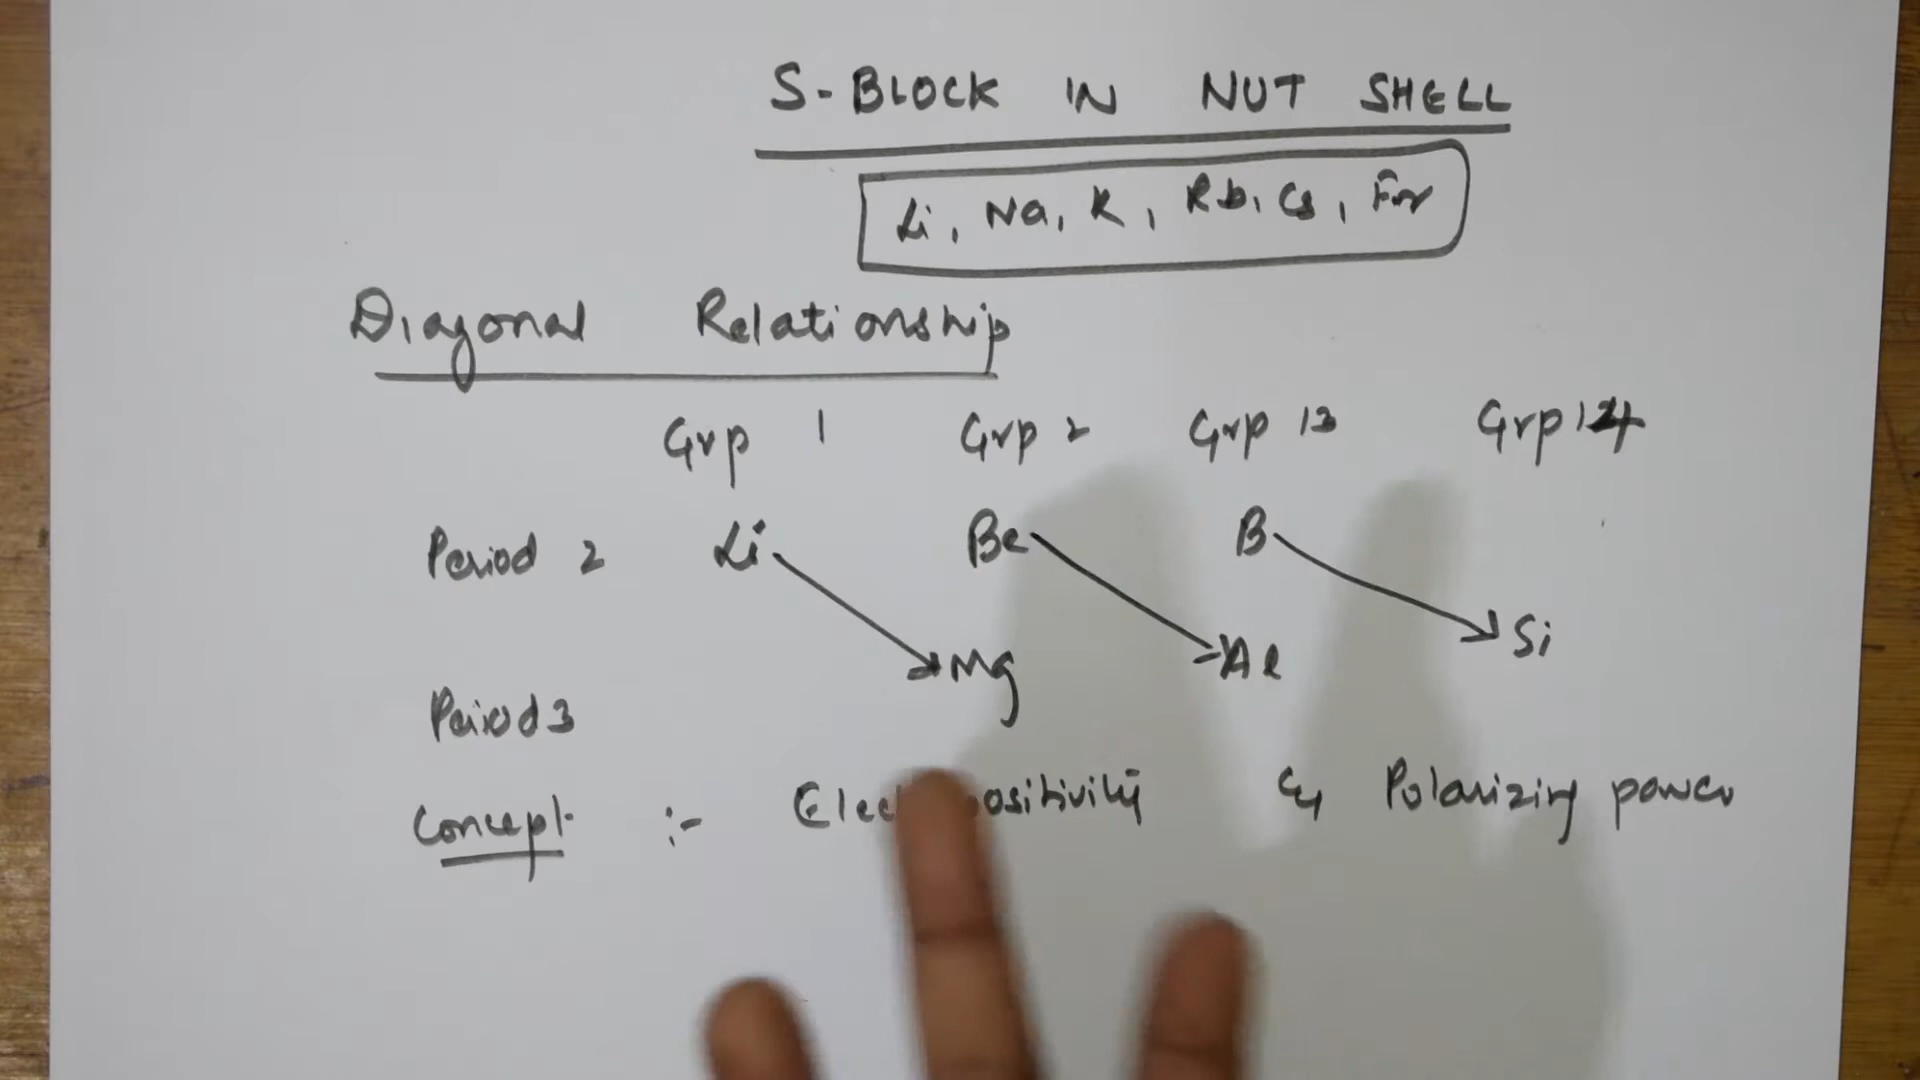 S-BLOCK IN NUT SHELL
Li, Na, K, Rb, Cs, Fr
Diagonal Relationship
Grp 1 Grp 2 Grp 13 Grp 14
Period 2 Li Be B
Mg Al Si
Period 3
Concept :- & Polarizing power